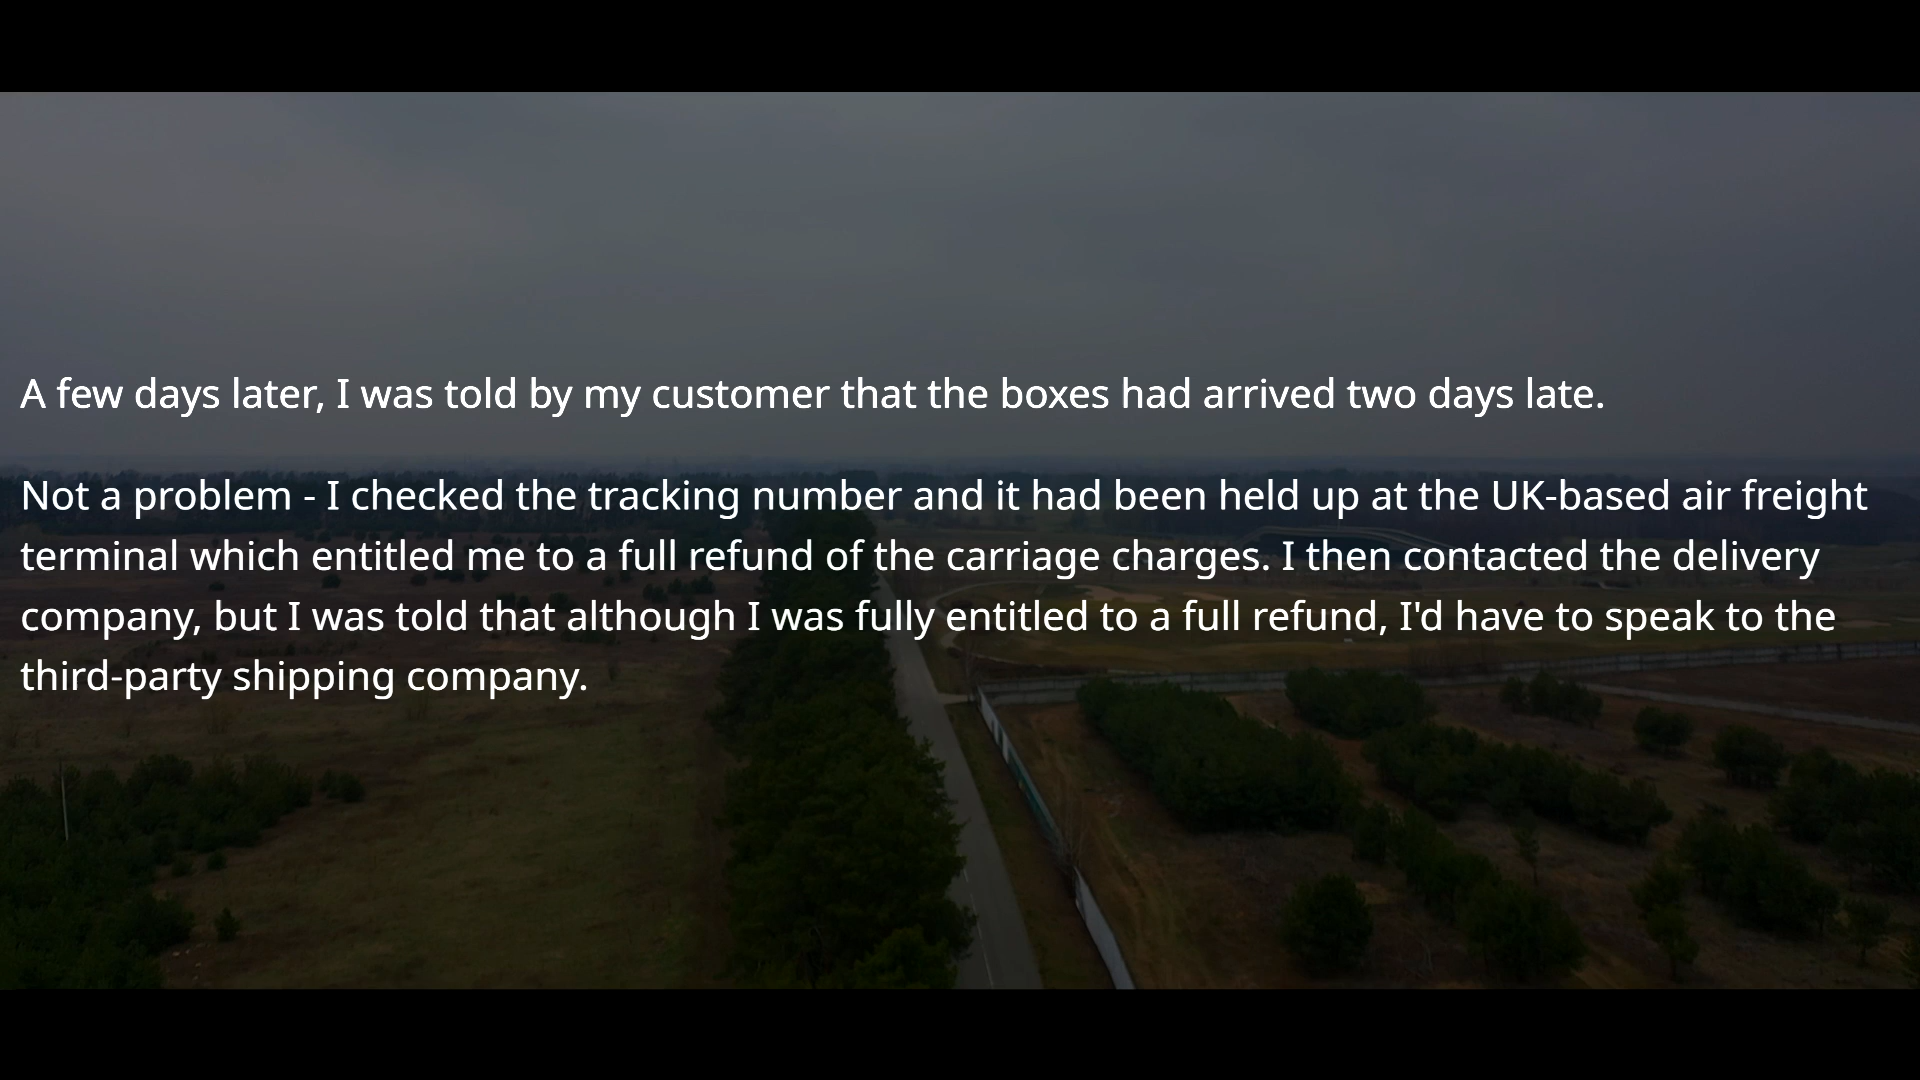 A few days later, I was told by my customer that the boxes had arrived two days late.
Not a problem - I checked the tracking number and it had been held up at the UK-based air freight
terminal which entitled me to a full refund of the carriage charges. I then contacted the delivery
company, but I was told that although I was fully entitled to a full refund, I'd have to speak to the
third-party shipping company.